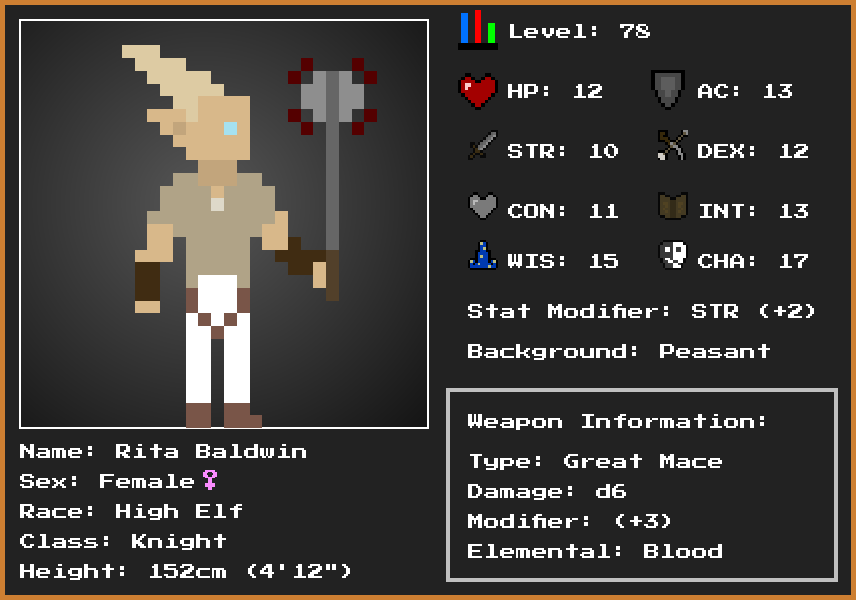 Level: 78
HP: 12
AC: 13
STR: 10
DEX: 12
CON: 11
INT: 13
WIS: 15
CHA: 17
Stat Modifier: STR (+2)
Background: Peasant
Weapon Information:
Type: Great Mace
Damage: d6
Modifier: (+3)
Elemental: Blood
Name: Rita Baldwin
Sex: Female♀
Race: High Elf
Class: Knight
Height: 152cm (4'12")